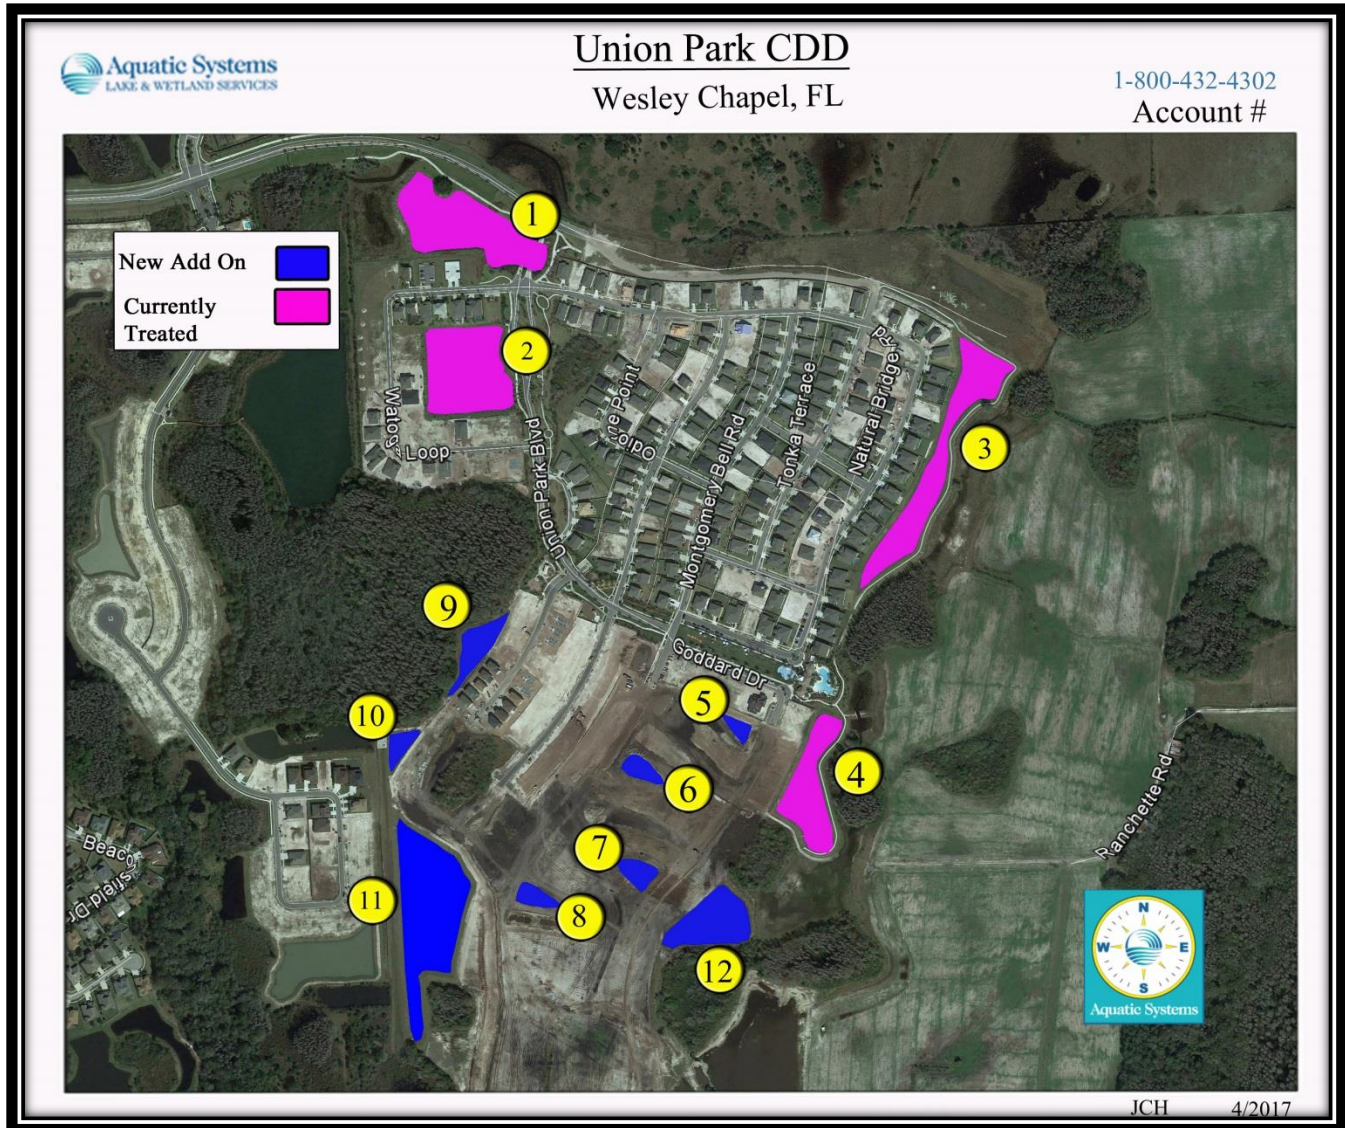 Aquatic Systems
LAKE & WETLAND SERVICES
Union Park CDD
Wesley Chapel, FL
1-800-432-4302
Account #
New Add On
Currently
Treated
1
2
3
4
5
6
7
8
9
10
11
12
Loop
Union Park Blvd
Montgomery Bell Rd
Tonka Terrace
Natural Bridge Rd
Goddard Dr
Ranchette Rd
N
W
E
S
Aquatic Systems
JCH
4/2017